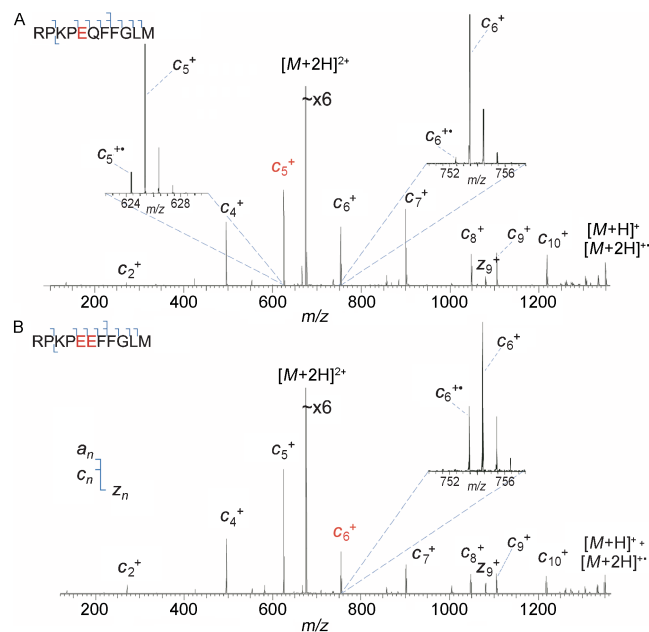 A
RPKPEQFFGLM
c₅⁺
c₅⁺•
624 628
m/z
[M+2H]²⁺
~x6
c₆⁺
c₆⁺•
752 756
m/z
c₂⁺ c₄⁺ c₅⁺ c₆⁺ c₇⁺ c₈⁺ z₉⁺ c₉⁺ c₁₀⁺
[M+H]⁺
[M+2H]⁺•
200 400 600 800 1000 1200
m/z
B
RPKPEEFFGLM
[M+2H]²⁺
~x6
c₆⁺
c₆⁺•
752 756
m/z
aₙ
cₙ
zₙ
c₂⁺ c₄⁺ c₅⁺ c₆⁺ c₇⁺ c₈⁺ z₉⁺ c₉⁺ c₁₀⁺
[M+H]⁺ ⁺
[M+2H]⁺•
200 400 600 800 1000 1200
m/z